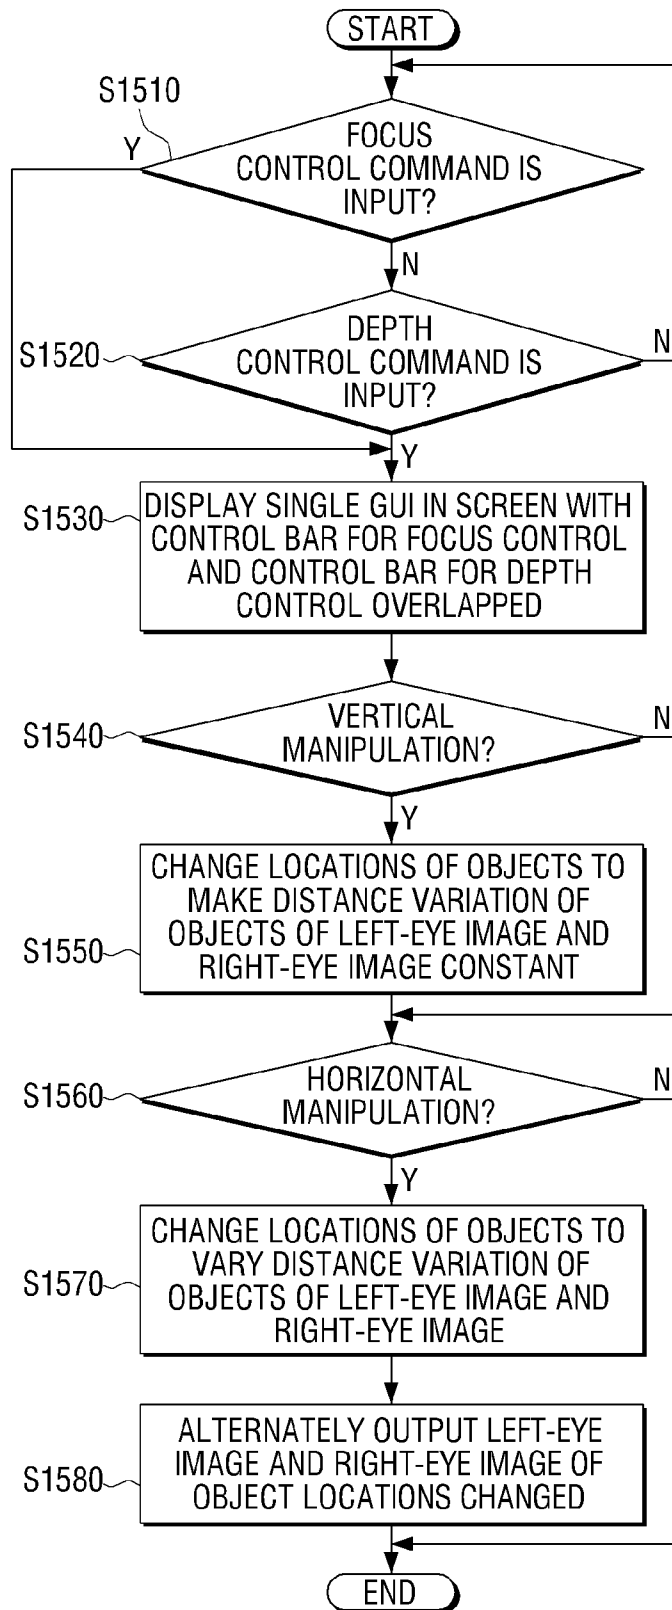 START
S1510
Y
FOCUS
CONTROL COMMAND IS
INPUT?
N
S1520
DEPTH
CONTROL COMMAND IS
INPUT?
N
Y
S1530
DISPLAY SINGLE GUI IN SCREEN WITH
CONTROL BAR FOR FOCUS CONTROL
AND CONTROL BAR FOR DEPTH
CONTROL OVERLAPPED
S1540
VERTICAL
MANIPULATION?
N
Y
S1550
CHANGE LOCATIONS OF OBJECTS TO
MAKE DISTANCE VARIATION OF
OBJECTS OF LEFT-EYE IMAGE AND
RIGHT-EYE IMAGE CONSTANT
S1560
HORIZONTAL
MANIPULATION?
N
Y
S1570
CHANGE LOCATIONS OF OBJECTS TO
VARY DISTANCE VARIATION OF
OBJECTS OF LEFT-EYE IMAGE AND
RIGHT-EYE IMAGE
S1580
ALTERNATELY OUTPUT LEFT-EYE
IMAGE AND RIGHT-EYE IMAGE OF
OBJECT LOCATIONS CHANGED
END